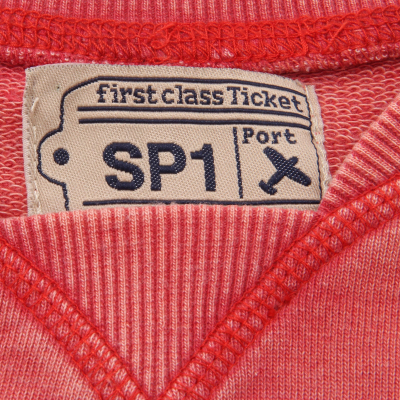 first class Ticket
SP1
Port